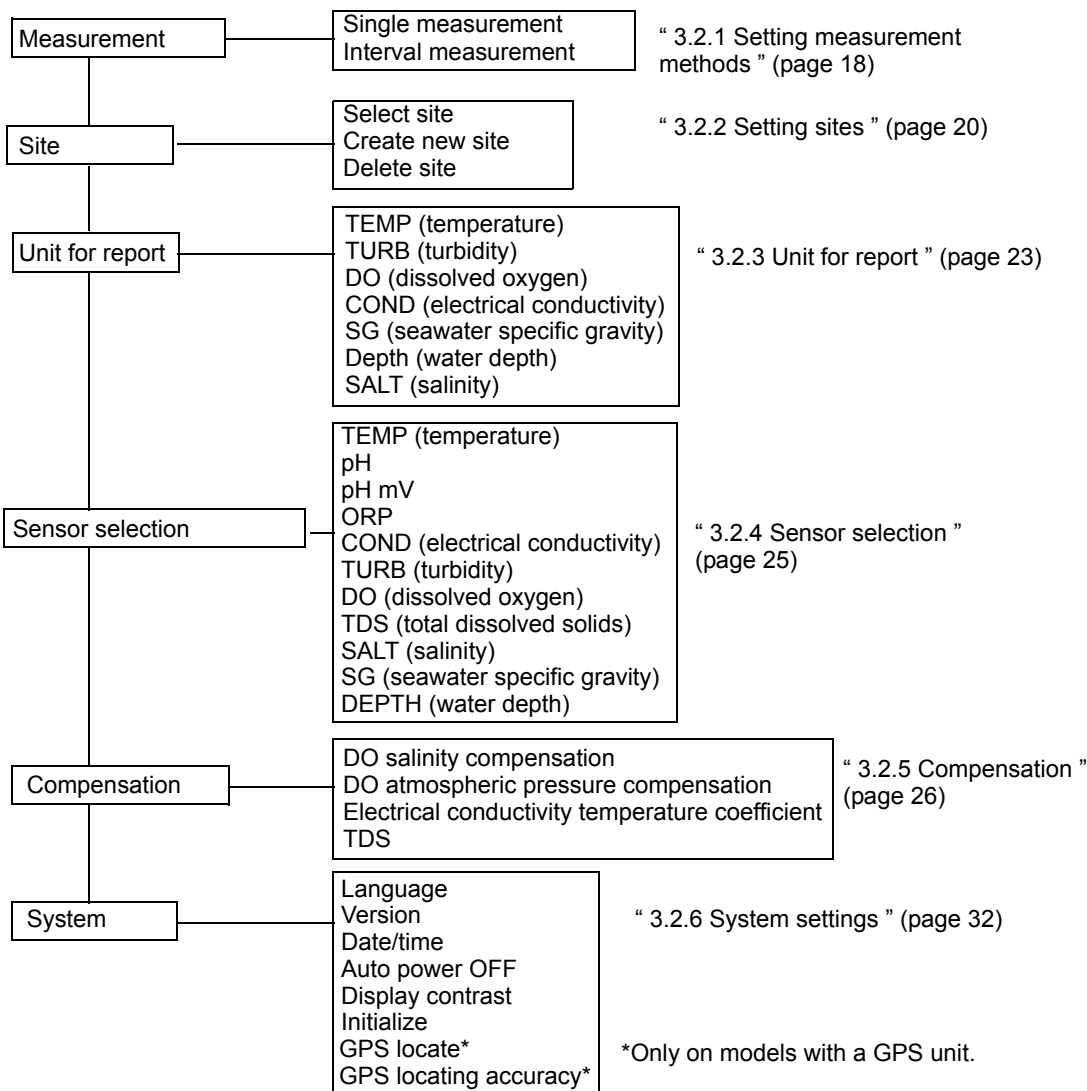 Measurement
Single measurement
Interval measurement
“ 3.2.1 Setting measurement
methods ” (page 18)
Site
Select site
Create new site
Delete site
“ 3.2.2 Setting sites ” (page 20)
Unit for report
TEMP (temperature)
TURB (turbidity)
DO (dissolved oxygen)
COND (electrical conductivity)
SG (seawater specific gravity)
Depth (water depth)
SALT (salinity)
“ 3.2.3 Unit for report ” (page 23)
Sensor selection
TEMP (temperature)
pH
pH mV
ORP
COND (electrical conductivity)
TURB (turbidity)
DO (dissolved oxygen)
TDS (total dissolved solids)
SALT (salinity)
SG (seawater specific gravity)
DEPTH (water depth)
“ 3.2.4 Sensor selection ”
(page 25)
Compensation
DO salinity compensation
DO atmospheric pressure compensation
Electrical conductivity temperature coefficient
TDS
“ 3.2.5 Compensation ”
(page 26)
System
Language
Version
Date/time
Auto power OFF
Display contrast
Initialize
GPS locate*
GPS locating accuracy*
“ 3.2.6 System settings ” (page 32)
*Only on models with a GPS unit.